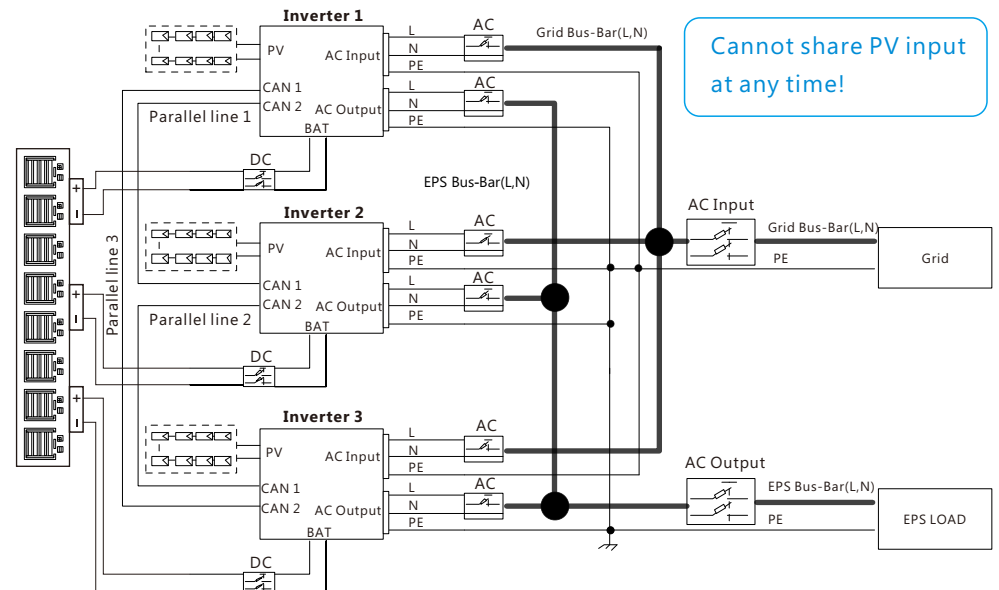 Inverter 1
PV
AC Input
L
N
PE
AC
Grid Bus-Bar(L,N)
Cannot share PV input
at any time!
CAN 1
CAN 2
AC Output
BAT
L
N
PE
AC
Parallel line 1
DC
+
-
EPS Bus-Bar(L,N)
Inverter 2
PV
AC Input
L
N
PE
AC
AC Input
Grid Bus-Bar(L,N)
PE
Grid
CAN 1
CAN 2
AC Output
BAT
L
N
PE
AC
Parallel line 3
Parallel line 2
DC
+
-
Inverter 3
PV
AC Input
L
N
PE
AC
CAN 1
CAN 2
AC Output
BAT
L
N
PE
AC
AC Output
EPS Bus-Bar(L,N)
PE
EPS LOAD
+
-
DC